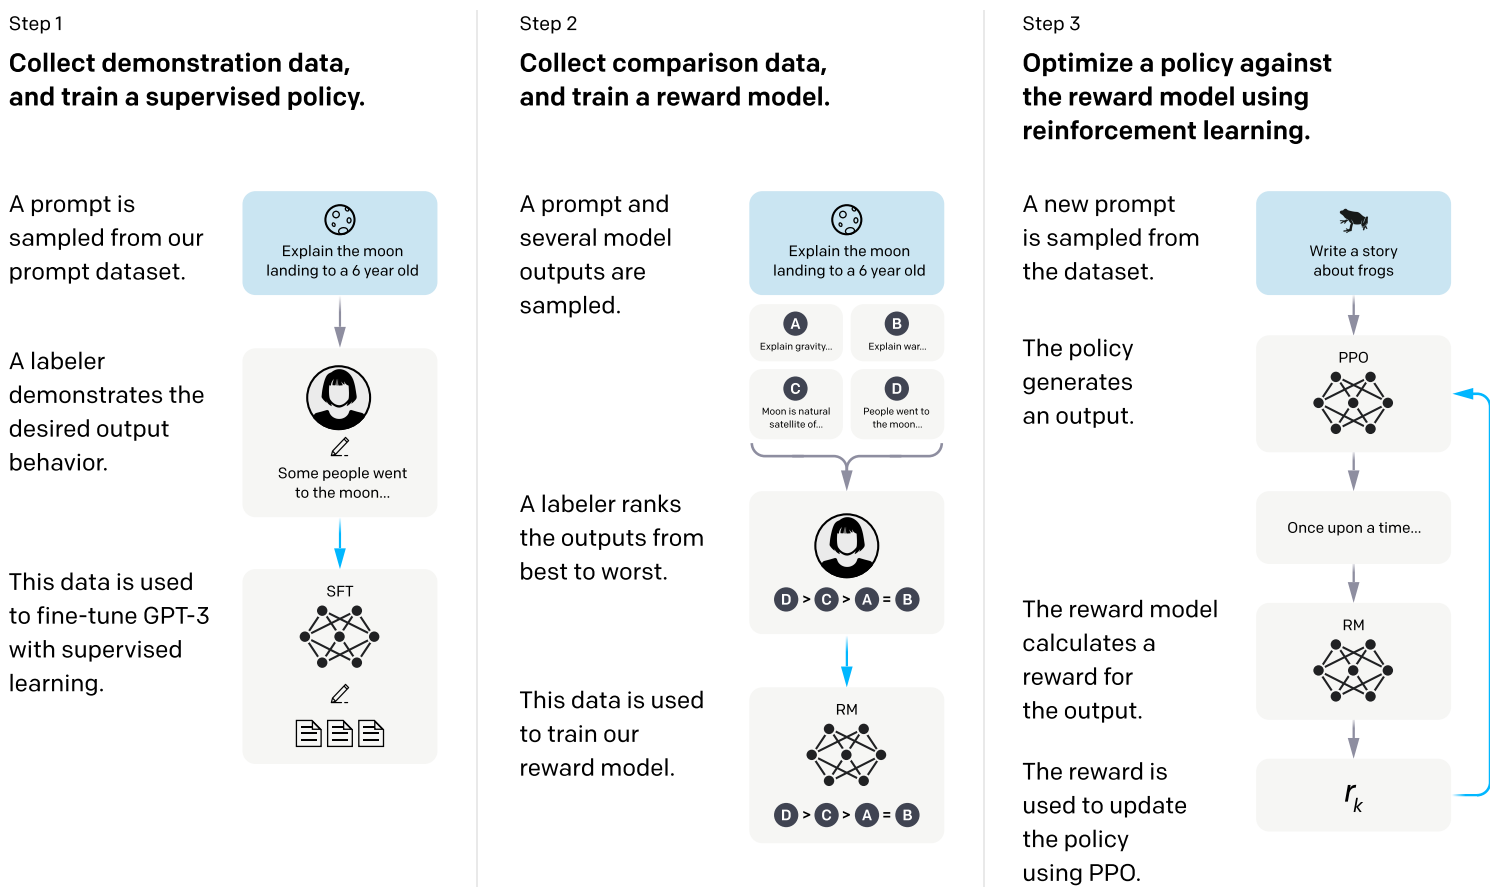 Step 1
Collect demonstration data,
and train a supervised policy.
A prompt is
sampled from our
prompt dataset.
Explain the moon
landing to a 6 year old
A labeler
demonstrates the
desired output
behavior.
Some people went
to the moon...
This data is used
to fine-tune GPT-3
with supervised
learning.
SFT
Step 2
Collect comparison data,
and train a reward model.
A prompt and
several model
outputs are
sampled.
Explain the moon
landing to a 6 year old
A
Explain gravity...
B
Explain war...
C
Moon is natural
satellite of...
D
People went to
the moon...
A labeler ranks
the outputs from
best to worst.
D > C > A = B
This data is used
to train our
reward model.
RM
D > C > A = B
Step 3
Optimize a policy against
the reward model using
reinforcement learning.
A new prompt
is sampled from
the dataset.
Write a story
about frogs
The policy
generates
an output.
PPO
Once upon a time...
The reward model
calculates a
reward for
the output.
RM
The reward is
used to update
the policy
using PPO.
r_k